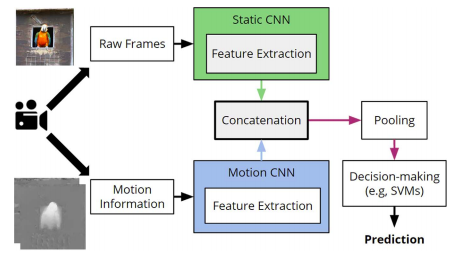 Static CNN
Raw Frames
Feature Extraction
Concatenation
Pooling
Motion CNN
Motion
Information
Feature Extraction
Decision-making
(e.g, SVMs)
Prediction